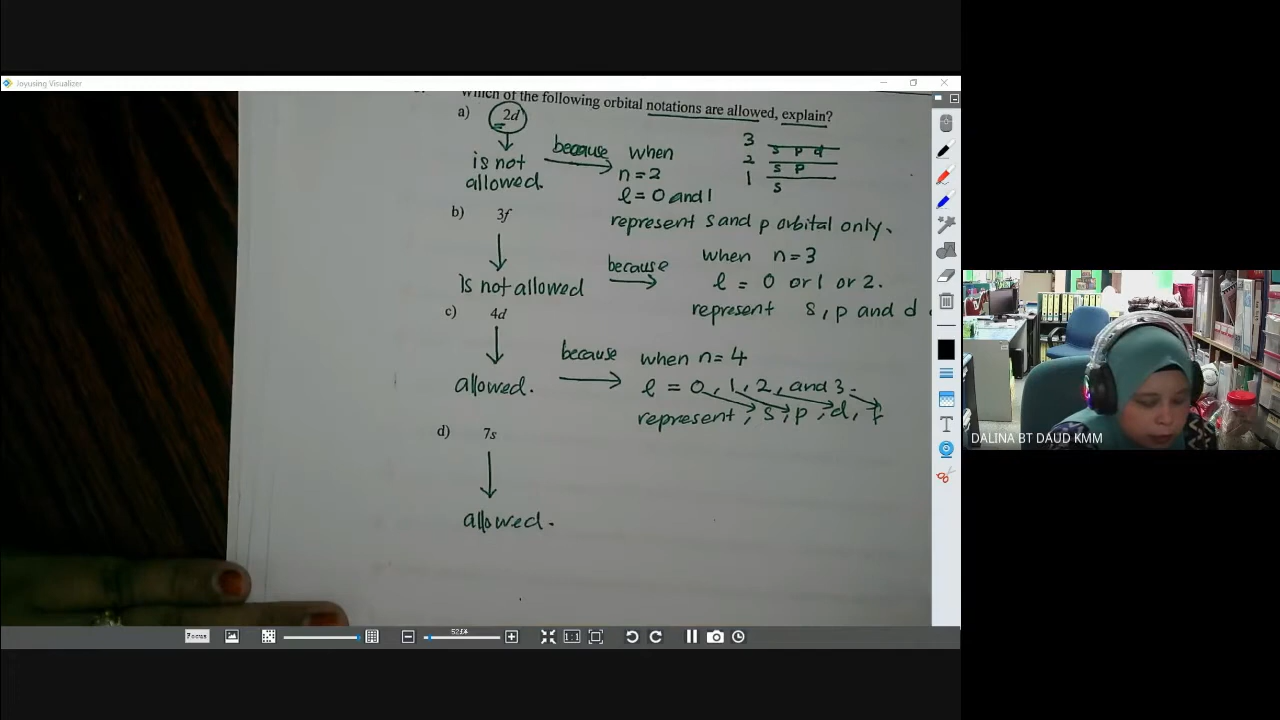 Joyusing Visualizer
Which of the following orbital notations are allowed, explain?
a) 2d
is not allowed.
because
when
n=2
ℓ = 0 and 1
represent s and p orbital only.
3 s p d
2 s p
1 s
b) 3f
Is not allowed
because
when n=3
ℓ = 0 or 1 or 2.
represent s, p and d
c) 4d
allowed.
because
when n=4
ℓ = 0, 1, 2, and 3.
represent, s, p, d, f
d) 7s
allowed.
DALINA BT DAUD KMM
Focus
1:1
T